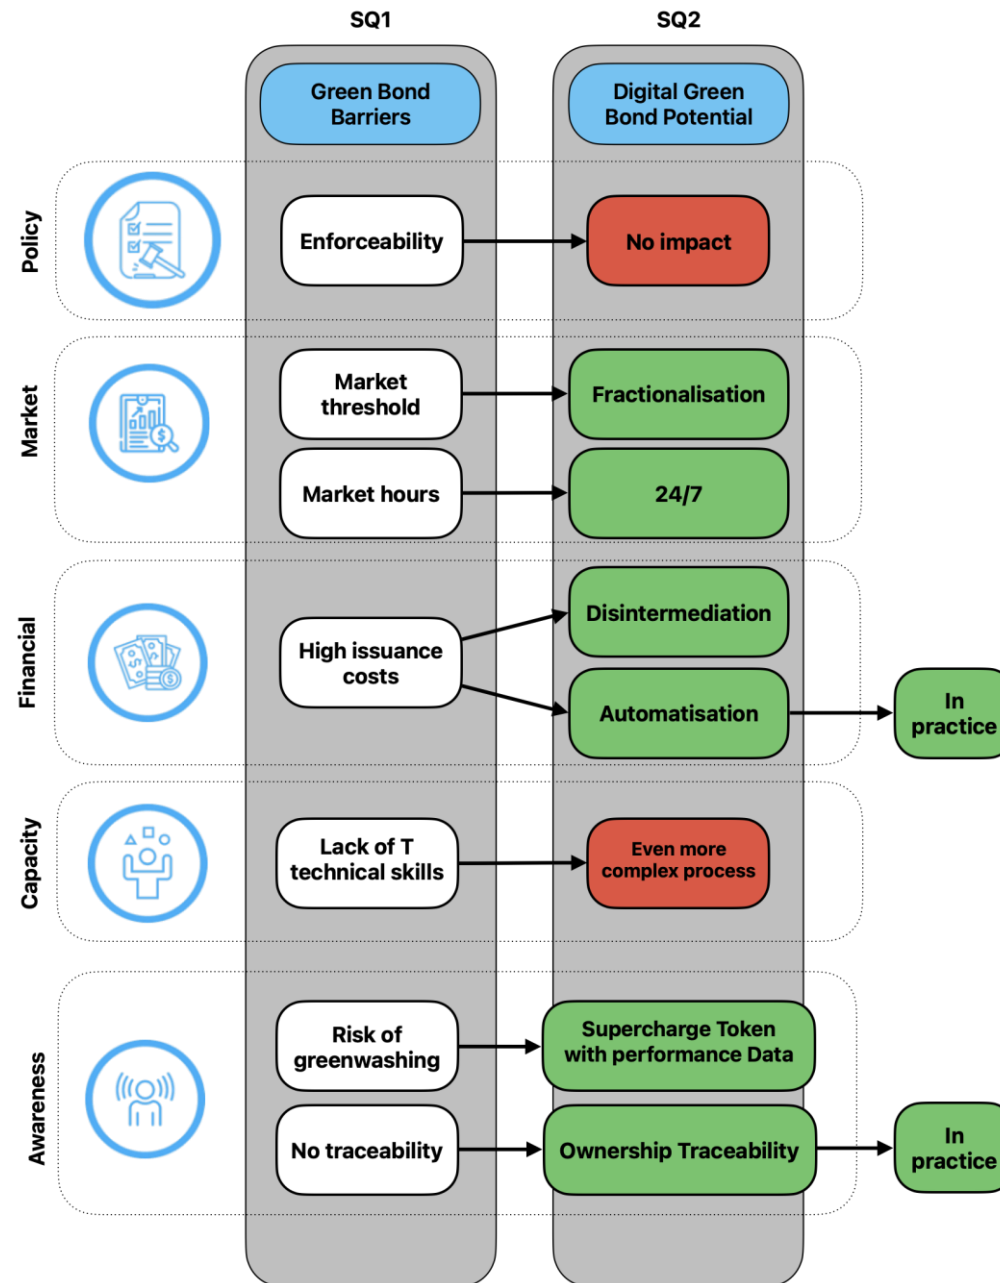 SQ1
SQ2
Green Bond
Barriers
Digital Green
Bond Potential
Policy
Enforceability
No impact
Market
Market
threshold
Fractionalisation
Market hours
24/7
Financial
High issuance
costs
Disintermediation
Automatisation
In
practice
Capacity
Lack of T
technical skills
Even more
complex process
Awareness
Risk of
greenwashing
Supercharge Token
with performance Data
No traceability
Ownership Traceability
In
practice